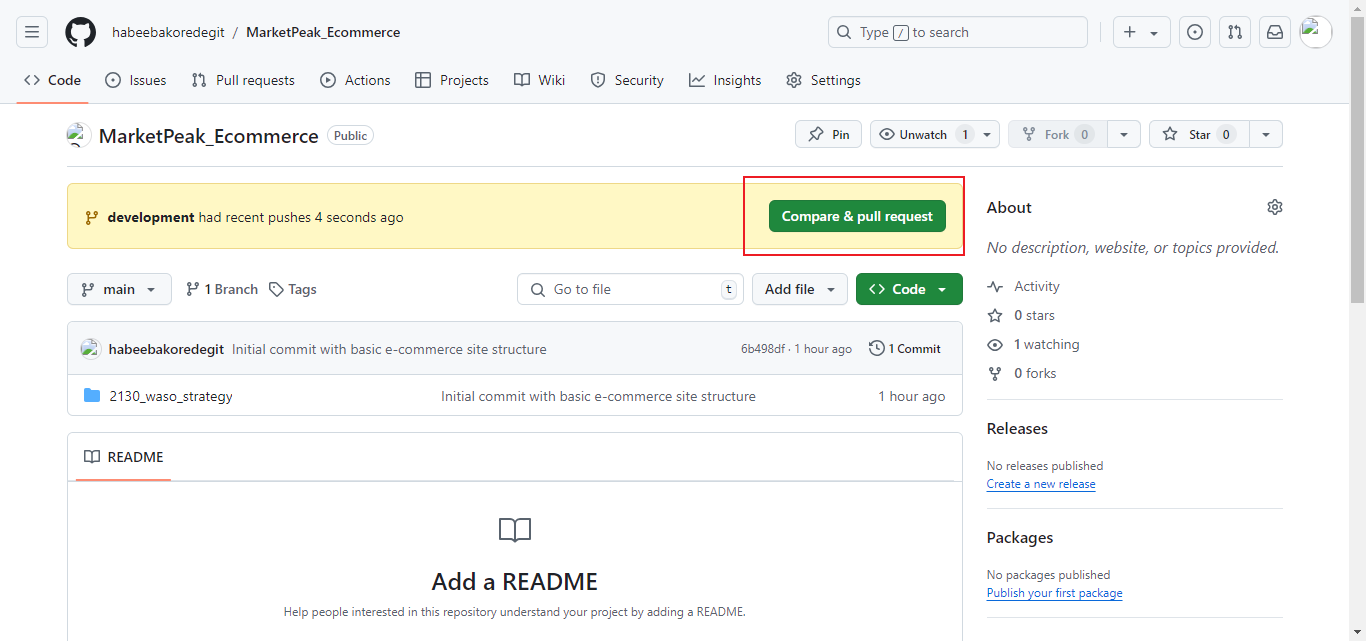 habeebakoredegit / MarketPeak_Ecommerce
Type / to search
Code Issues Pull requests Actions Projects Wiki Security Insights Settings
MarketPeak_Ecommerce Public
Pin Unwatch 1 Fork 0 Star 0
development had recent pushes 4 seconds ago
Compare & pull request
main 1 Branch Tags
Go to file t Add file Code
habeebakoredegit Initial commit with basic e-commerce site structure 6b498df · 1 hour ago 1 Commit
2130_waso_strategy Initial commit with basic e-commerce site structure 1 hour ago
README
Add a README
Help people interested in this repository understand your project by adding a README.
About
No description, website, or topics provided.
Activity
0 stars
1 watching
0 forks
Releases
No releases published
Create a new release
Packages
No packages published
Publish your first package